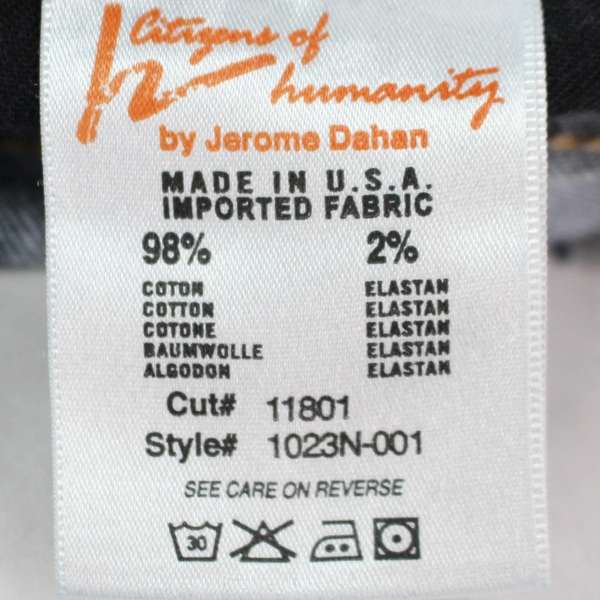 Citizens of
humanity
by Jerome Dahan
MADE IN U.S.A.
IMPORTED FABRIC
98% 2%
COTON ELASTAN
COTTON ELASTAN
COTONE ELASTAN
BAUMWOLLE ELASTAN
ALGODON ELASTAN
Cut# 11801
Style# 1023N-001
SEE CARE ON REVERSE
30